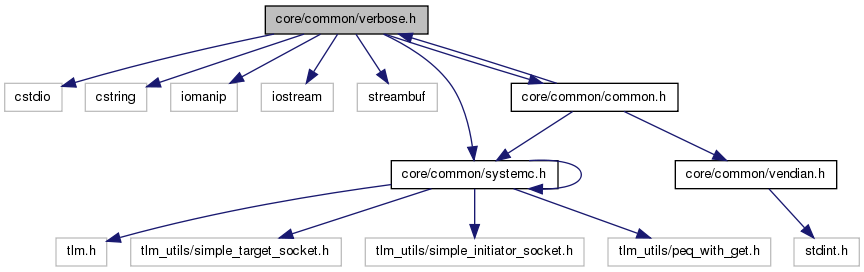 core/common/verbose.h
cstdio
cstring
iomanip
iostream
streambuf
core/common/common.h
core/common/systemc.h
core/common/vendian.h
tlm.h
tlm_utils/simple_target_socket.h
tlm_utils/simple_initiator_socket.h
tlm_utils/peq_with_get.h
stdint.h